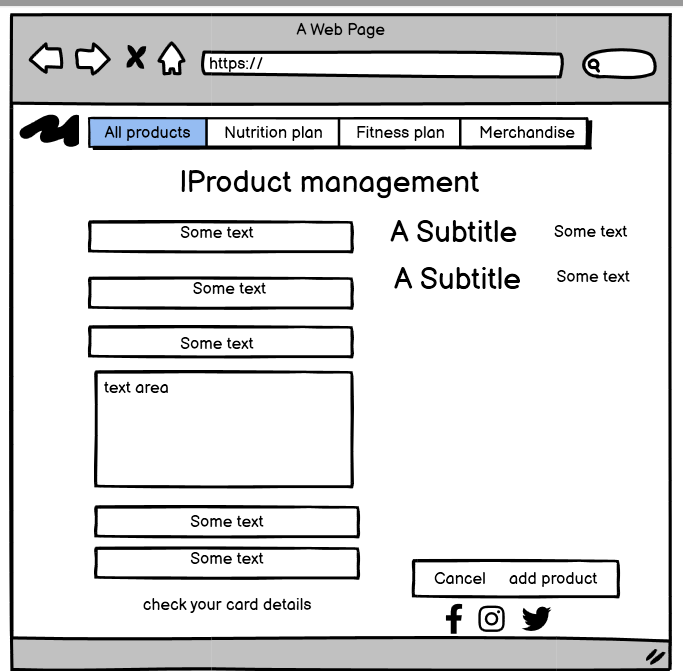 A Web Page
https://
All products Nutrition plan Fitness plan Merchandise
IProduct management
Some text
Some text
Some text
text area
Some text
Some text
check your card details
A Subtitle Some text
A Subtitle Some text
Cancel add product